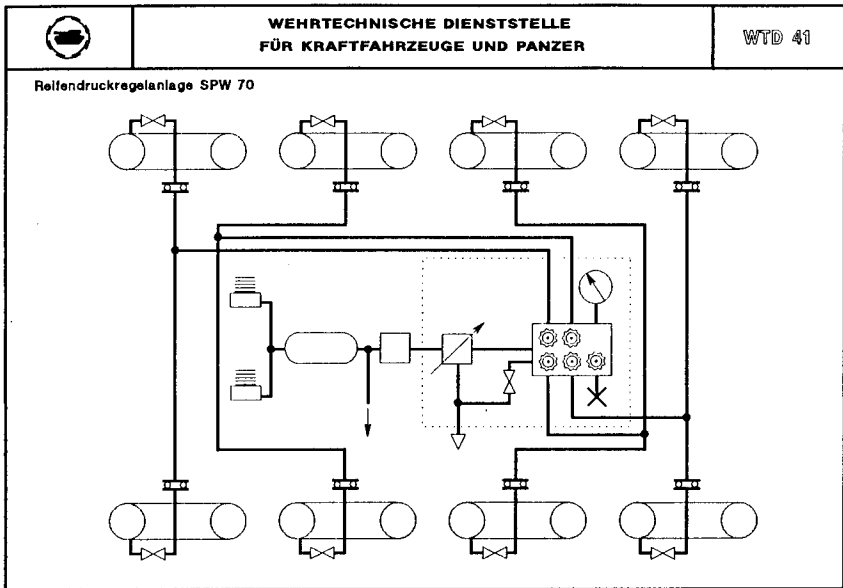 WEHRTECHNISCHE DIENSTSTELLE
FÜR KRAFTFAHRZEUGE UND PANZER
WTD 41
Reifendruckregelanlage SPW 70